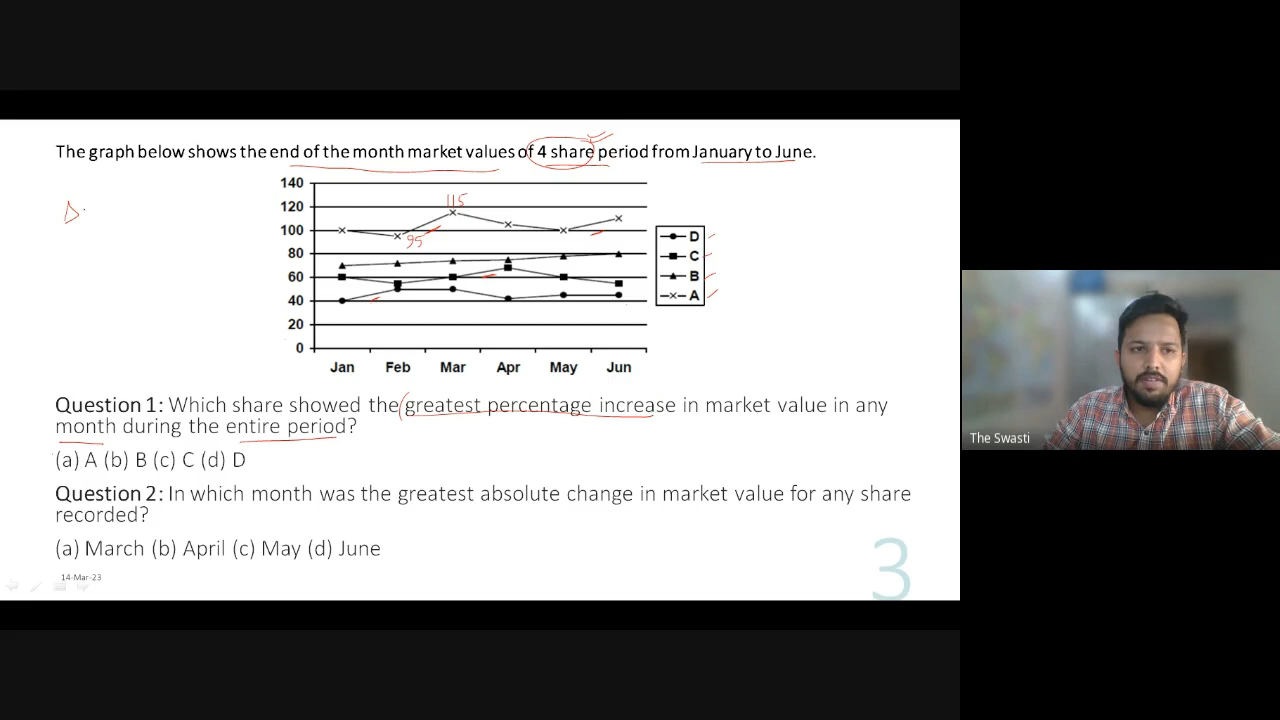 The graph below shows the end of the month market values of 4 share period from January to June.
140
120
100
80
60
40
20
0
115
95
Jan Feb Mar Apr May Jun
D
C
B
A
Question 1: Which share showed the greatest percentage increase in market value in any
month during the entire period?
(a) A (b) B (c) C (d) D
Question 2: In which month was the greatest absolute change in market value for any share
recorded?
(a) March (b) April (c) May (d) June
14-Mar-23
3
The Swasti